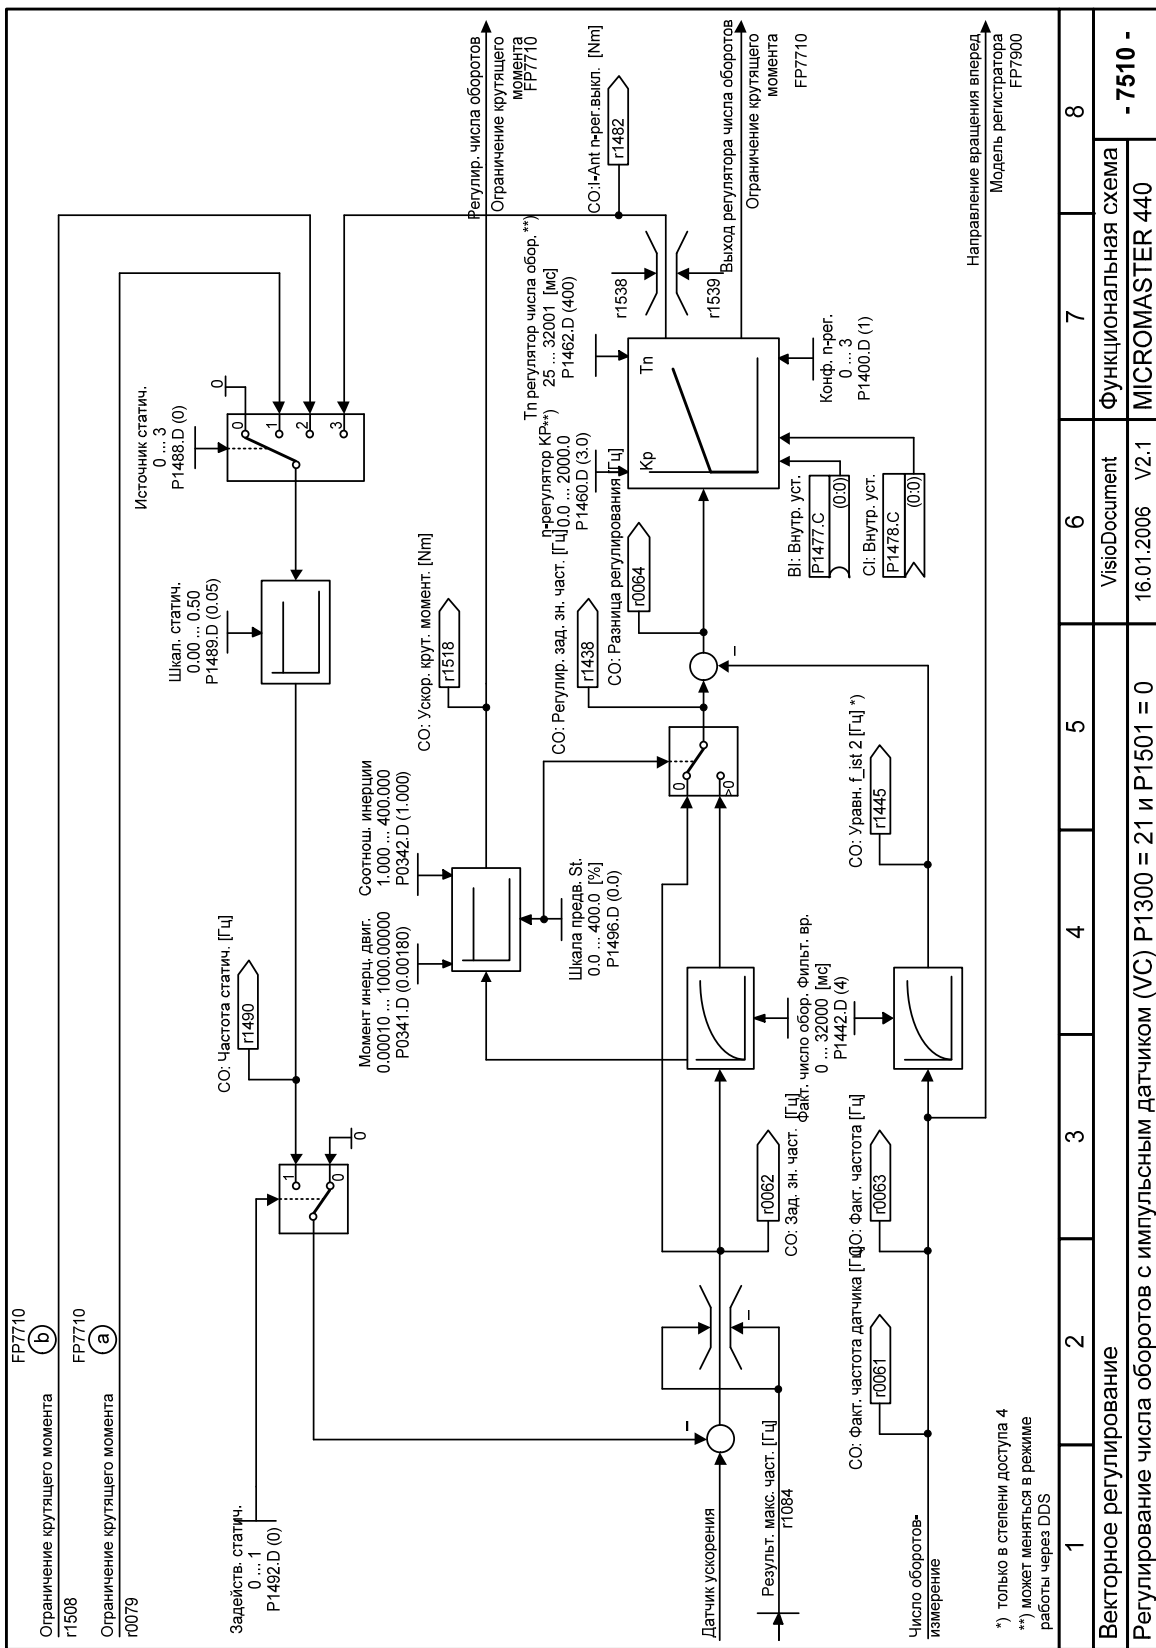 FP7710
b
Ограничение крутящего момента
r1508
FP7710
a
Ограничение крутящего момента
r0079
Задейств. статич.
0 ... 1
P1492.D (0)
1
0
0
CO: Частота статич. [Гц]
r1490
Шкал. статич.
0.00 ... 0.50
P1489.D (0.05)
Источник статич.
0 ... 3
P1488.D (0)
0
0
1
2
3
Момент инерц. двиг.
0.00010 ... 1000.00000
P0341.D (0.00180)
Соотнош. инерции
1.000 ... 400.000
P0342.D (1.000)
CO: Ускор. крут. момент. [Nm]
r1518
Регулир. числа оборотов
Ограничение крутящего
момента
FP7710
Шкала предв. St.
0.0 ... 400.0 [%]
P1496.D (0.0)
CO: Регулир. зад. зн. част. [Гц]
r1438
CO: Разница регулирования [Гц]
r0064
n-регулятор KP**)
0.0 ... 2000.0
P1460.D (3.0)
Tn регулятор числа обор. **)
25 ... 32001 [мс]
P1462.D (400)
CO:I-Ant n-рег.выкл. [Nm]
r1482
r1538
r1539
Kp
Tn
Выход регулятора числа оборотов
Ограничение крутящего
момента
FP7710
Конф. n-рег.
0 ... 3
P1400.D (1)
BI: Внутр. уст.
P1477.C
(0:0)
CI: Внутр. уст.
P1478.C
(0:0)
0
>0
–
Датчик ускорения
–
Результ. макс. част. [Гц]
r1084
–
r0062
CO: Зад. зн. част. [Гц]
Факт. число обор. Фильт. вр.
0 ... 32000 [мс]
P1442.D (4)
CO: Факт. частота датчика [Гц]
r0061
CO: Факт. частота [Гц]
r0063
CO: Уравн. f_ist 2 [Гц] *)
r1445
Число оборотов-
измерение
Направление вращения вперед
Модель регистратора
FP7900
*) только в степени доступа 4
**) может меняться в режиме
работы через DDS
1 2 3 4 5 6 7 8
Векторное регулирование
VisioDocument
Функциональная схема
- 7510 -
Регулирование числа оборотов с импульсным датчиком (VC) P1300 = 21 и P1501 = 0
16.01.2006 V2.1
MICROMASTER 440